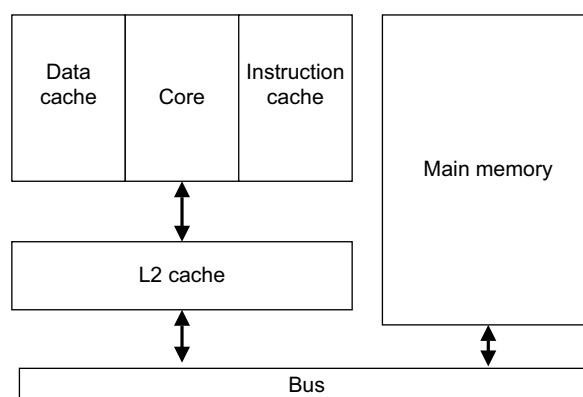 Data
cache
Core
Instruction
cache
Main memory
L2 cache
Bus